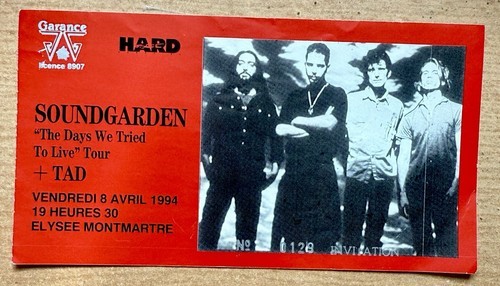 Garance
licence 8907
HARD
SOUNDGARDEN
"The Days We Tried
To Live" Tour
+ TAD
VENDREDI 8 AVRIL 1994
19 HEURES 30
ELYSEE MONTMARTRE
Nº 1128 INVITATION